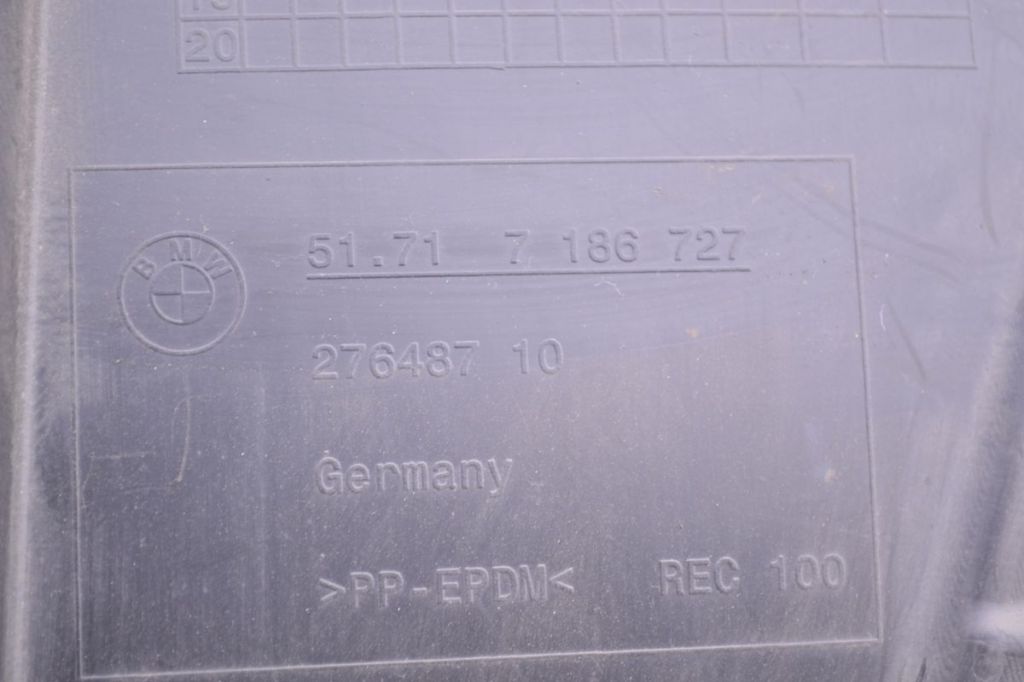 20
BMW
51.71 7 186 727
276487 10
Germany
>PP-EPDM< REC 100